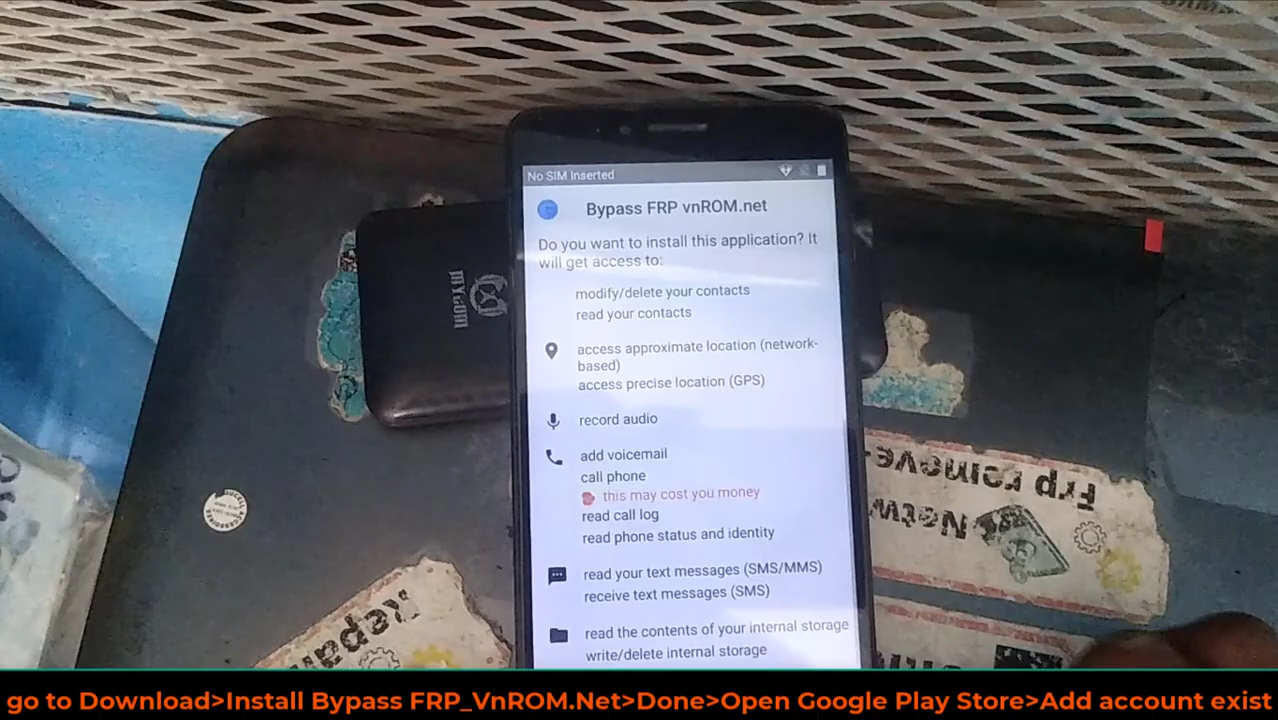 No SIM Inserted
Bypass FRP vnROM.net
Do you want to install this application? It
will get access to:
modify/delete your contacts
read your contacts
access approximate location (network-
based)
access precise location (GPS)
record audio
add voicemail
call phone
this may cost you money
read call log
read phone status and identity
read your text messages (SMS/MMS)
receive text messages (SMS)
read the contents of your internal storage
write/delete internal storage
Frp remove
Netw
Repa
go to Download>Install Bypass FRP_VnROM.Net>Done>Open Google Play Store>Add account exist